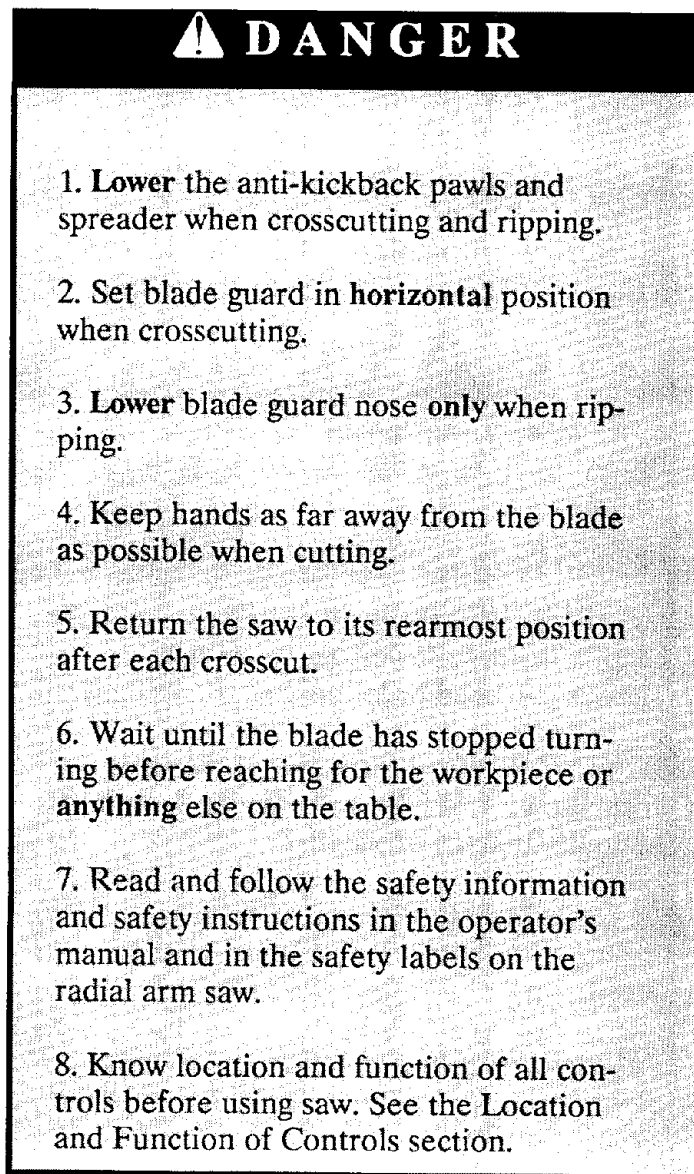 DANGER
1. Lower the anti-kickback pawls and
spreader when crosscutting and ripping.
2. Set blade guard in horizontal position
when crosscutting.
3. Lower blade guard nose only when rip-
ping.
4. Keep hands as far away from the blade
as possible when cutting.
5. Return the saw to its rearmost position
after each crosscut.
6. Wait until the blade has stopped turn-
ing before reaching for the workpiece or
anything else on the table.
7. Read and follow the safety information
and safety instructions in the operator's
manual and in the safety labels on the
radial arm saw.
8. Know location and function of all con-
trols before using saw. See the Location
and Function of Controls section.